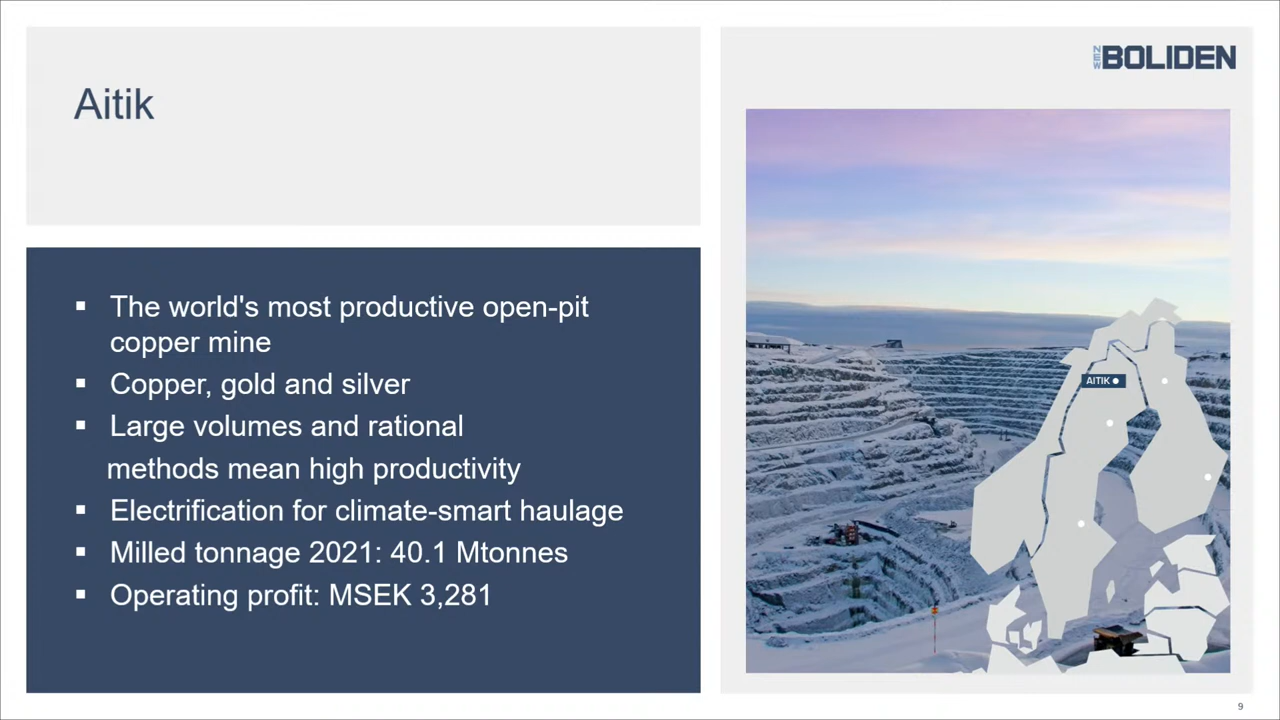 Aitik
NEW BOLIDEN
▪ The world's most productive open-pit
copper mine
▪ Copper, gold and silver
▪ Large volumes and rational
methods mean high productivity
▪ Electrification for climate-smart haulage
▪ Milled tonnage 2021: 40.1 Mtonnes
▪ Operating profit: MSEK 3,281
AITIK
9